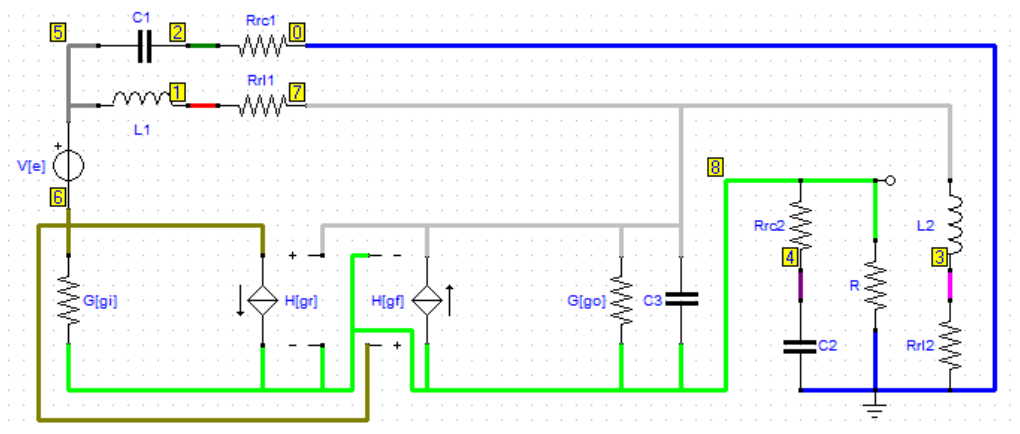 C1
Rrc1
5
2
0
Rrl1
1
7
L1
+
V[e]
8
6
Rrc2
L2
+
-
4
3
G[gi]
H[gr]
H[gf]
G[go]
C3
R
-
+
C2
Rrl2